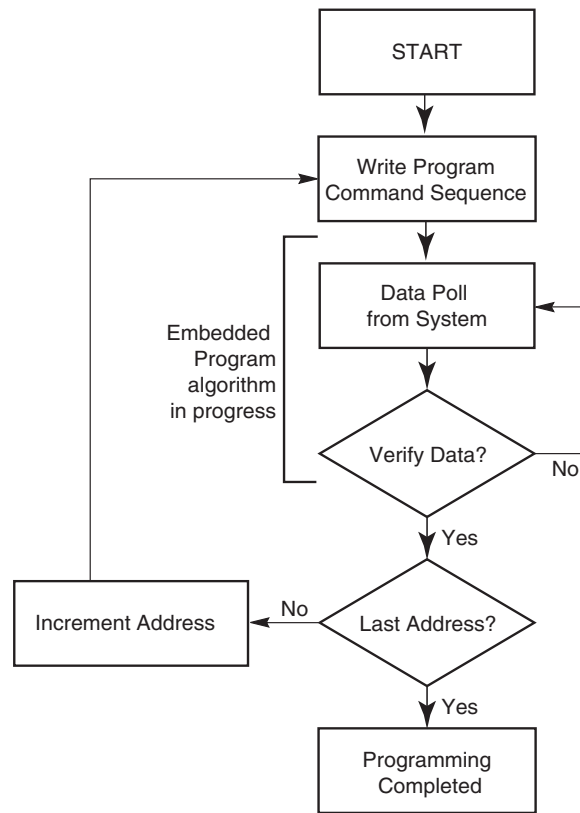 START
Write Program
Command Sequence
Data Poll
from System
Embedded
Program
algorithm
in progress
Verify Data?
No
Yes
Last Address?
No
Increment Address
Yes
Programming
Completed